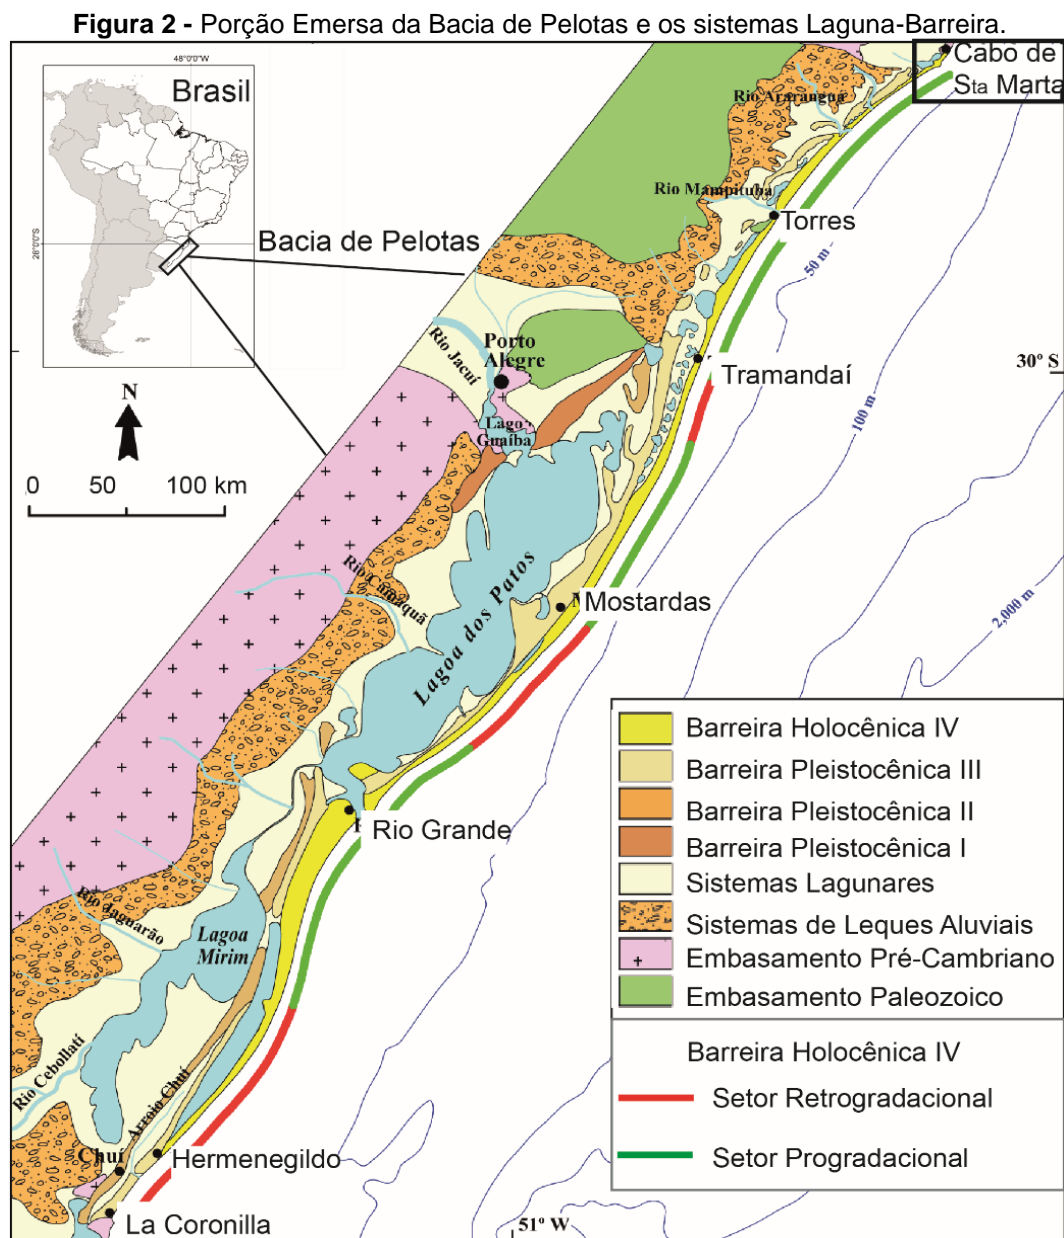 Figura 2 - Porção Emersa da Bacia de Pelotas e os sistemas Laguna-Barreira.
48°0'0"W
Brasil
28°0'0"S
Bacia de Pelotas
N
0 50 100 km
Cabo de
Sta Marta
Rio Araranguá
Rio Mampituba
Torres
50 m
Rio Jacuí
Porto
Alegre
30º S
Tramandaí
100 m
Lago
Guaíba
Rio Camaquã
Lagoa dos Patos
Mostardas
2,000 m
Rio Grande
Rio Jaguarão
Lagoa
Mirim
Rio Cebollatí
Arroio Chuí
Chuí
Hermenegildo
La Coronilla
51º W
Barreira Holocênica IV
Barreira Pleistocênica III
Barreira Pleistocênica II
Barreira Pleistocênica I
Sistemas Lagunares
Sistemas de Leques Aluviais
Embasamento Pré-Cambriano
Embasamento Paleozoico
Barreira Holocênica IV
Setor Retrogradacional
Setor Progradacional